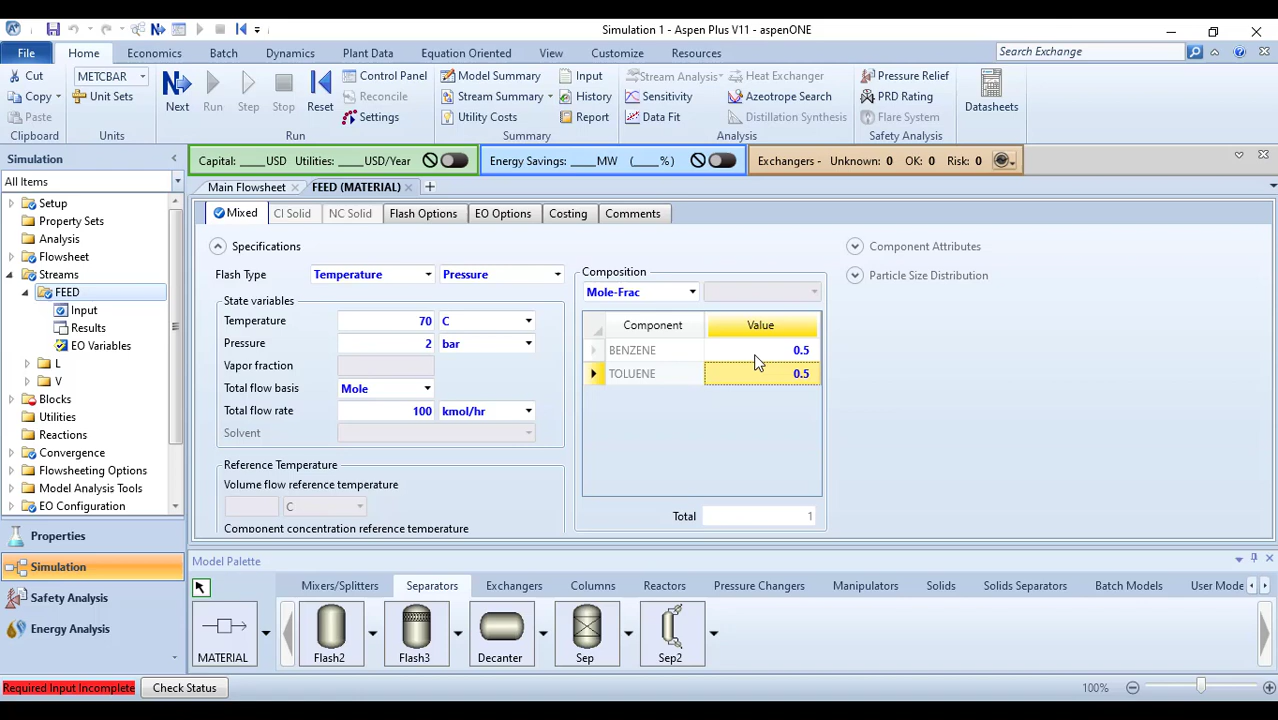 Simulation 1 - Aspen Plus V11 - aspenONE
File Home Economics Batch Dynamics Plant Data Equation Oriented View Customize Resources Search Exchange
Cut METCBAR Control Panel Model Summary Input Stream Analysis Heat Exchanger Pressure Relief
Copy Unit Sets Next Run Step Stop Reset Reconcile Stream Summary History Sensitivity Azeotrope Search PRD Rating Datasheets
Paste Settings Utility Costs Report Data Fit Distillation Synthesis Flare System
Clipboard Units Run Summary Analysis Safety Analysis
Simulation
Capital: ____USD Utilities: ____USD/Year Energy Savings: ____MW (____%) Exchangers - Unknown: 0 OK: 0 Risk: 0
All Items
Main Flowsheet FEED (MATERIAL)
Setup
Property Sets
Analysis
Flowsheet
Streams
FEED
Input
Results
EO Variables
L
V
Blocks
Utilities
Reactions
Convergence
Flowsheeting Options
Model Analysis Tools
EO Configuration
Properties
Simulation
Safety Analysis
Energy Analysis
Mixed CI Solid NC Solid Flash Options EO Options Costing Comments
Specifications
Flash Type Temperature Pressure
State variables
Temperature 70 C
Pressure 2 bar
Vapor fraction
Total flow basis Mole
Total flow rate 100 kmol/hr
Solvent
Reference Temperature
Volume flow reference temperature
C
Component concentration reference temperature
Composition
Mole-Frac
Component Value
BENZENE 0.5
TOLUENE 0.5
Total 1
Component Attributes
Particle Size Distribution
Model Palette
Mixers/Splitters Separators Exchangers Columns Reactors Pressure Changers Manipulators Solids Solids Separators Batch Models User Mode
MATERIAL Flash2 Flash3 Decanter Sep Sep2
Required Input Incomplete Check Status 100%